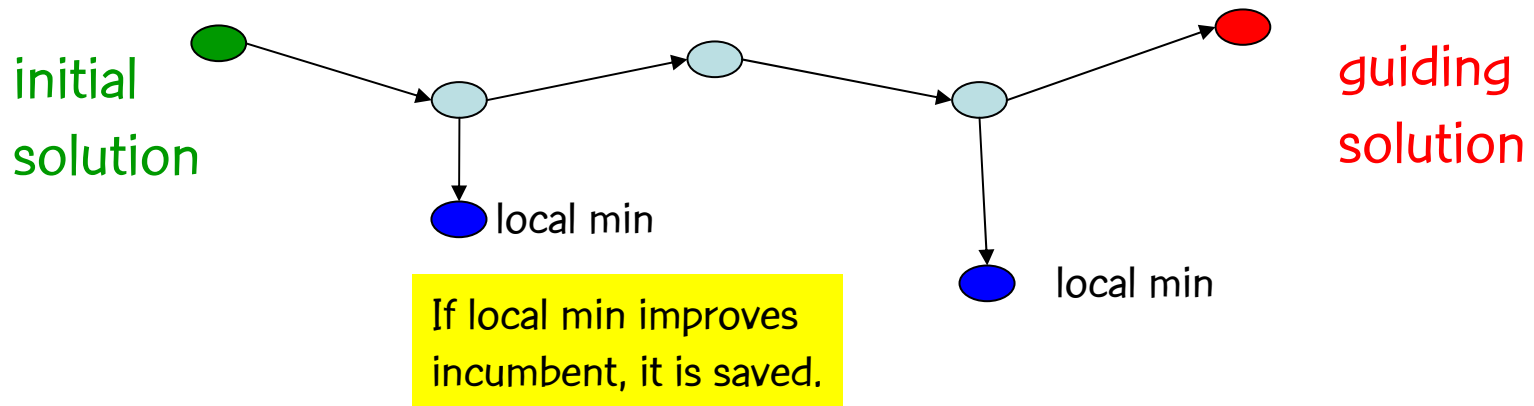 initial
solution
guiding
solution
local min
local min
If local min improves
incumbent, it is saved.